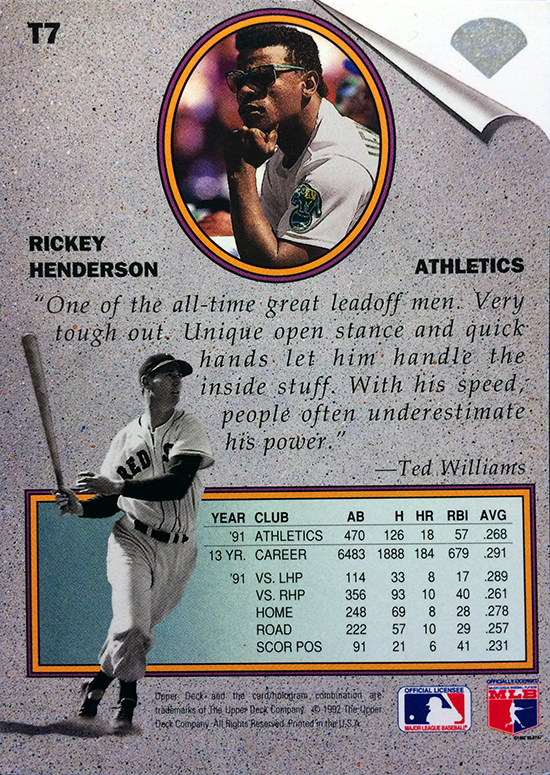 T7
RICKEY
HENDERSON
ATHLETICS
"One of the all-time great leadoff men. Very
tough out. Unique open stance and quick
hands let him handle the
inside stuff. With his speed,
people often underestimate
his power."
—Ted Williams
RED
YEAR CLUB AB H HR RBI AVG
'91 ATHLETICS 470 126 18 57 .268
13 YR. CAREER 6483 1888 184 679 .291
'91 VS. LHP 114 33 8 17 .289
VS. RHP 356 93 10 40 .261
HOME 248 69 8 28 .278
ROAD 222 57 10 29 .257
SCOR POS 91 21 6 41 .231
Upper Deck and the card/hologram combination are
trademarks of The Upper Deck Company. © 1992 The Upper
Deck Company. All Rights Reserved. Printed in the U.S.A.
OFFICIAL LICENSEE
MAJOR LEAGUE BASEBALL
OFFICIALLY LICENSED
MLB